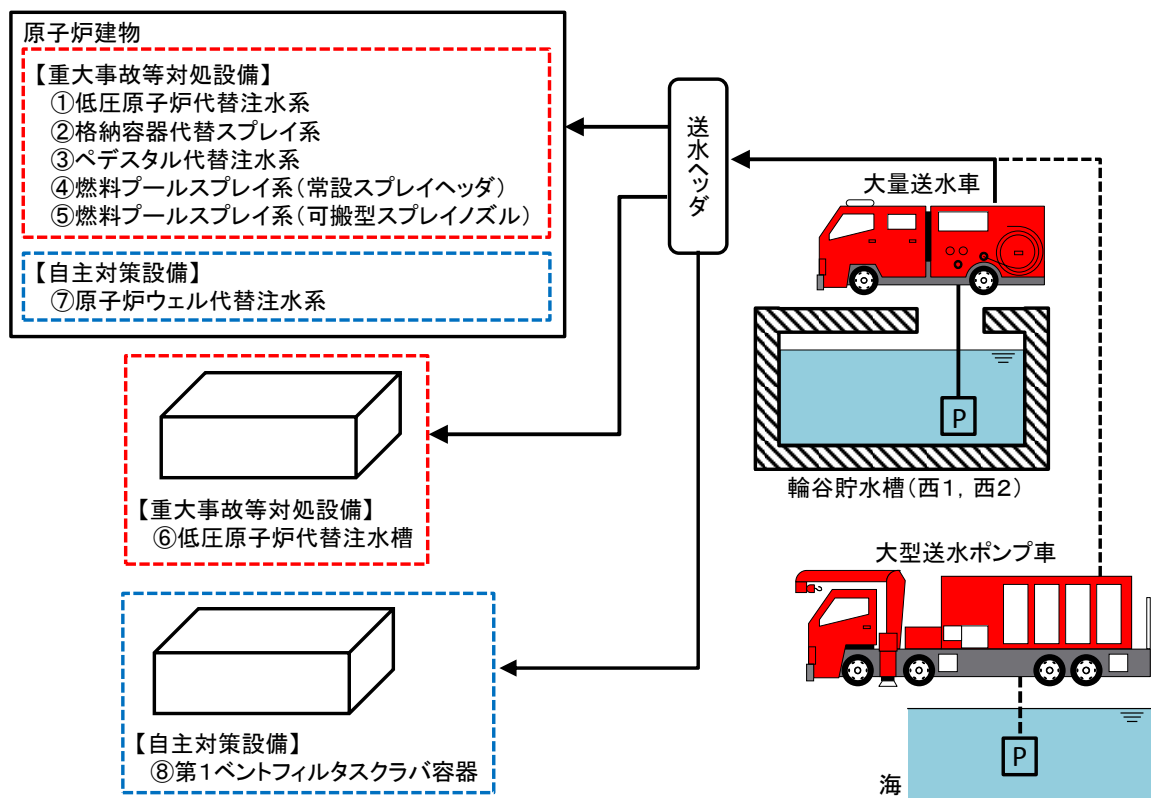 原子炉建物
【重大事故等対処設備】
①低圧原子炉代替注水系
②格納容器代替スプレイ系
③ペデスタル代替注水系
④燃料プールスプレイ系(常設スプレイヘッダ)
⑤燃料プールスプレイ系(可搬型スプレイノズル)
【自主対策設備】
⑦原子炉ウェル代替注水系
【重大事故等対処設備】
⑥低圧原子炉代替注水槽
【自主対策設備】
⑧第1ベントフィルタスクラバ容器
送水ヘッダ
大量送水車
P
輪谷貯水槽(西1,西2)
大型送水ポンプ車
P
海